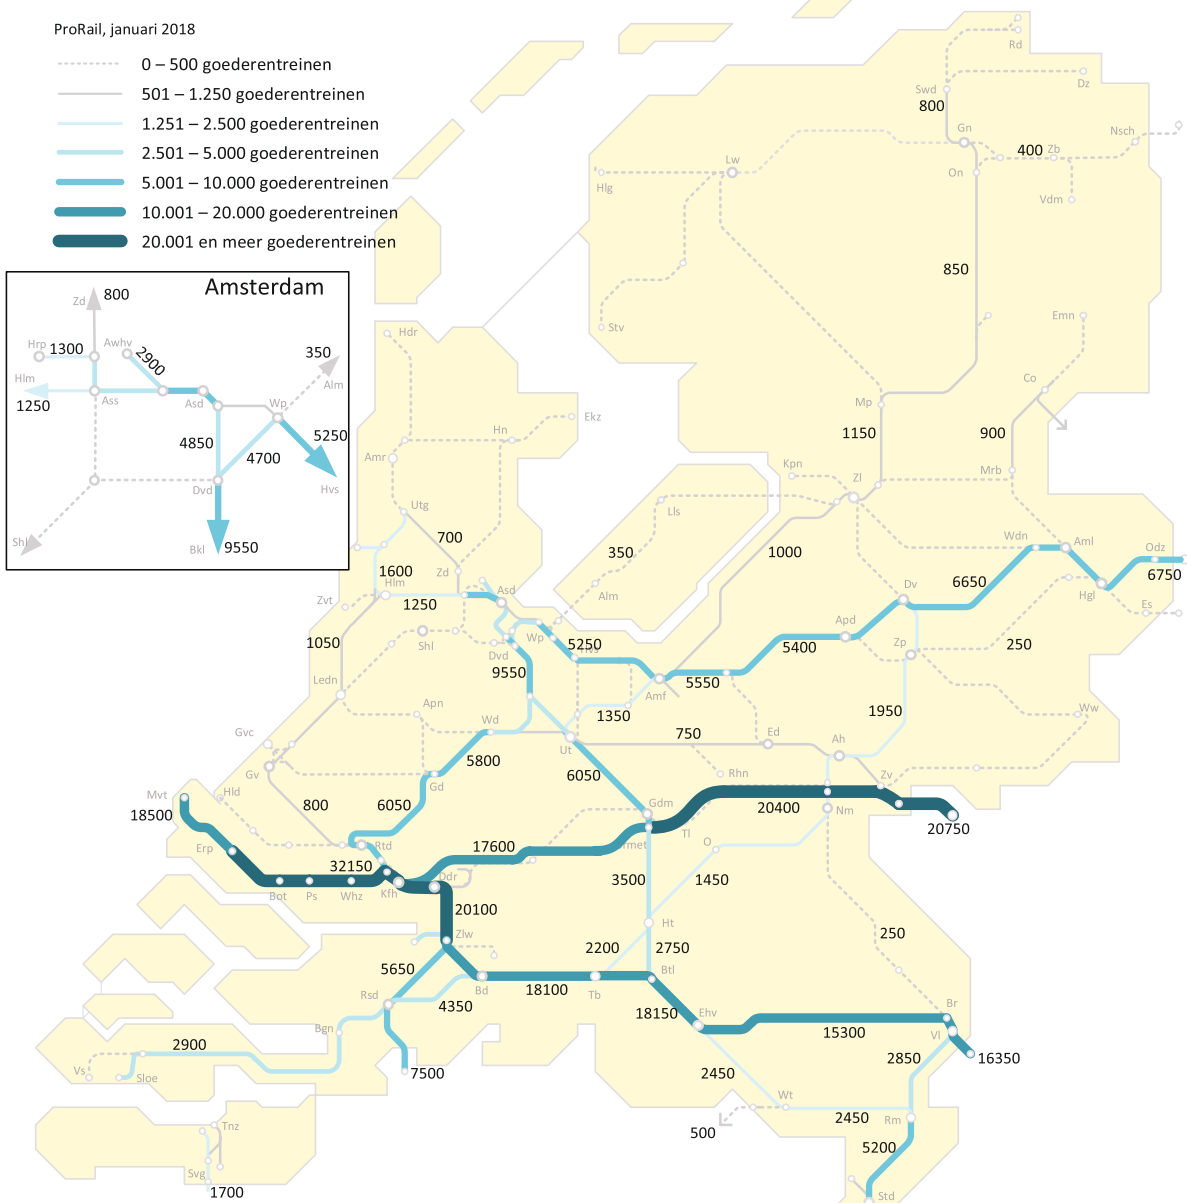 ProRail, januari 2018
0 – 500 goederentreinen
501 – 1.250 goederentreinen
1.251 – 2.500 goederentreinen
2.501 – 5.000 goederentreinen
5.001 – 10.000 goederentreinen
10.001 – 20.000 goederentreinen
20.001 en meer goederentreinen
Amsterdam
Zd
800
Hrp
1300
Awhv
2900
350
Alm
Hlm
1250
Ass
Asd
Wp
5250
4850
4700
Hvs
Dvd
Shl
Bkl
9550
Rd
Swd
800
Dz
Gn
Nsch
400
Zb
Lw
Hlg
On
Vdm
850
Stv
Emn
Hdr
Co
Mp
Ekz
Hn
1150
900
Amr
Kpn
Zl
Mrb
Utg
Lls
700
350
1000
Wdn
Aml
Odz
6750
Zd
1600
Hlm
1250
Asd
Alm
6650
Dv
Hgl
Es
Zvt
1050
Shl
Wp
5250
Hvs
Apd
5400
Zp
250
Dvd
9550
Ledn
Amf
5550
Apn
1350
1950
Ww
Gvc
Wd
Ut
750
Ed
Ah
5800
Gv
6050
Rhn
Zv
Gd
Mvt
Hld
18500
800
6050
Gdm
20400
Nm
20750
Tl
Erp
Rtd
17600
rmet
O
32150
Ddr
Bot
Ps
Whz
Kfh
3500
1450
20100
Zlw
Ht
250
2200
2750
5650
Btl
Rsd
4350
Bd
18100
Tb
18150
Ehv
Br
Bgn
15300
Vl
2900
16350
2850
Vs
Sloe
7500
2450
Wt
2450
Rm
500
Tnz
5200
Svg
1700
Std